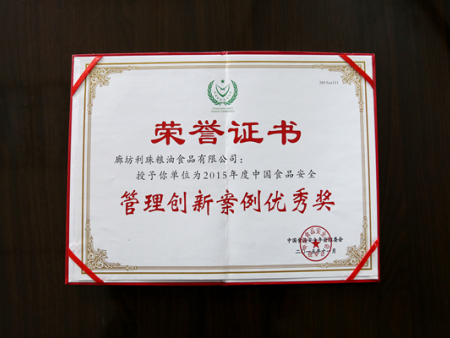 荣誉证书
廊坊利珠粮油食品有限公司：
授予你单位为2015年度中国食品安全
管理创新案例优秀奖